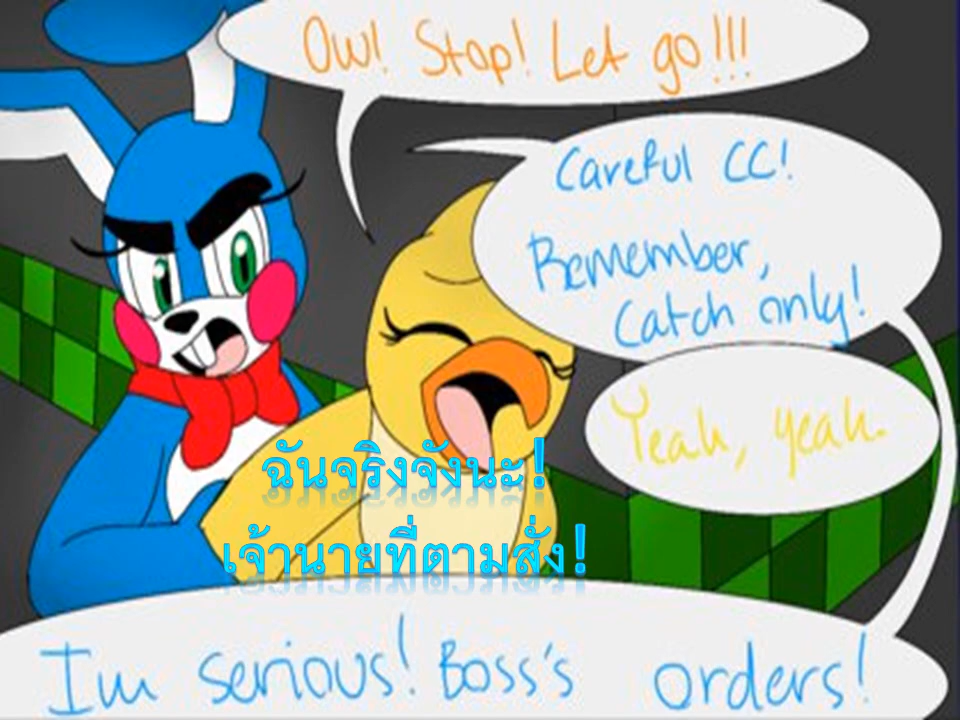 Ow! Stop! Let go!!!
Careful CC!
Remember,
Catch only!
Yeah, yeah.
ฉันจริงจังนะ!
เจ้านายที่ตามสั่ง!
I'm serious! Boss's orders!